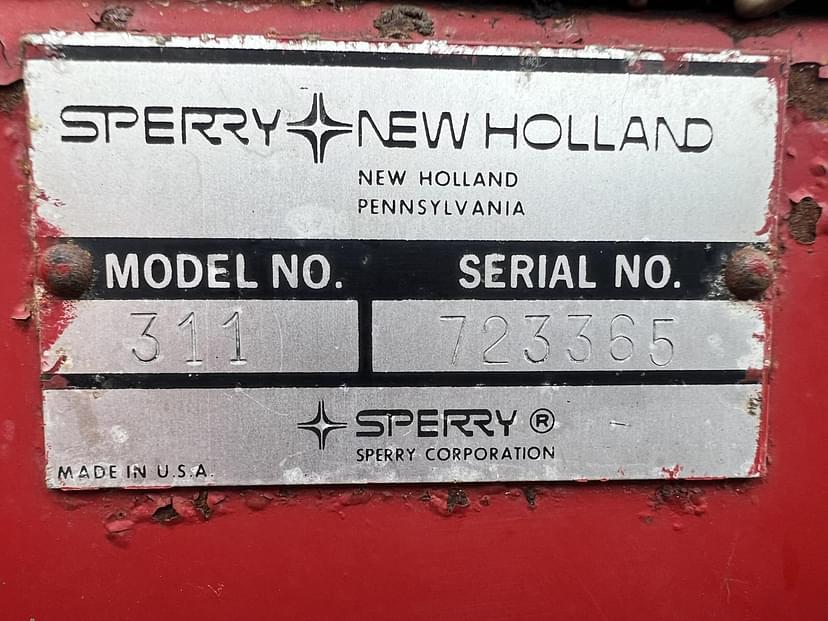 SPERRY NEW HOLLAND
NEW HOLLAND
PENNSYLVANIA
MODEL NO. SERIAL NO.
311 723365
SPERRY ®
SPERRY CORPORATION
MADE IN U.S.A.